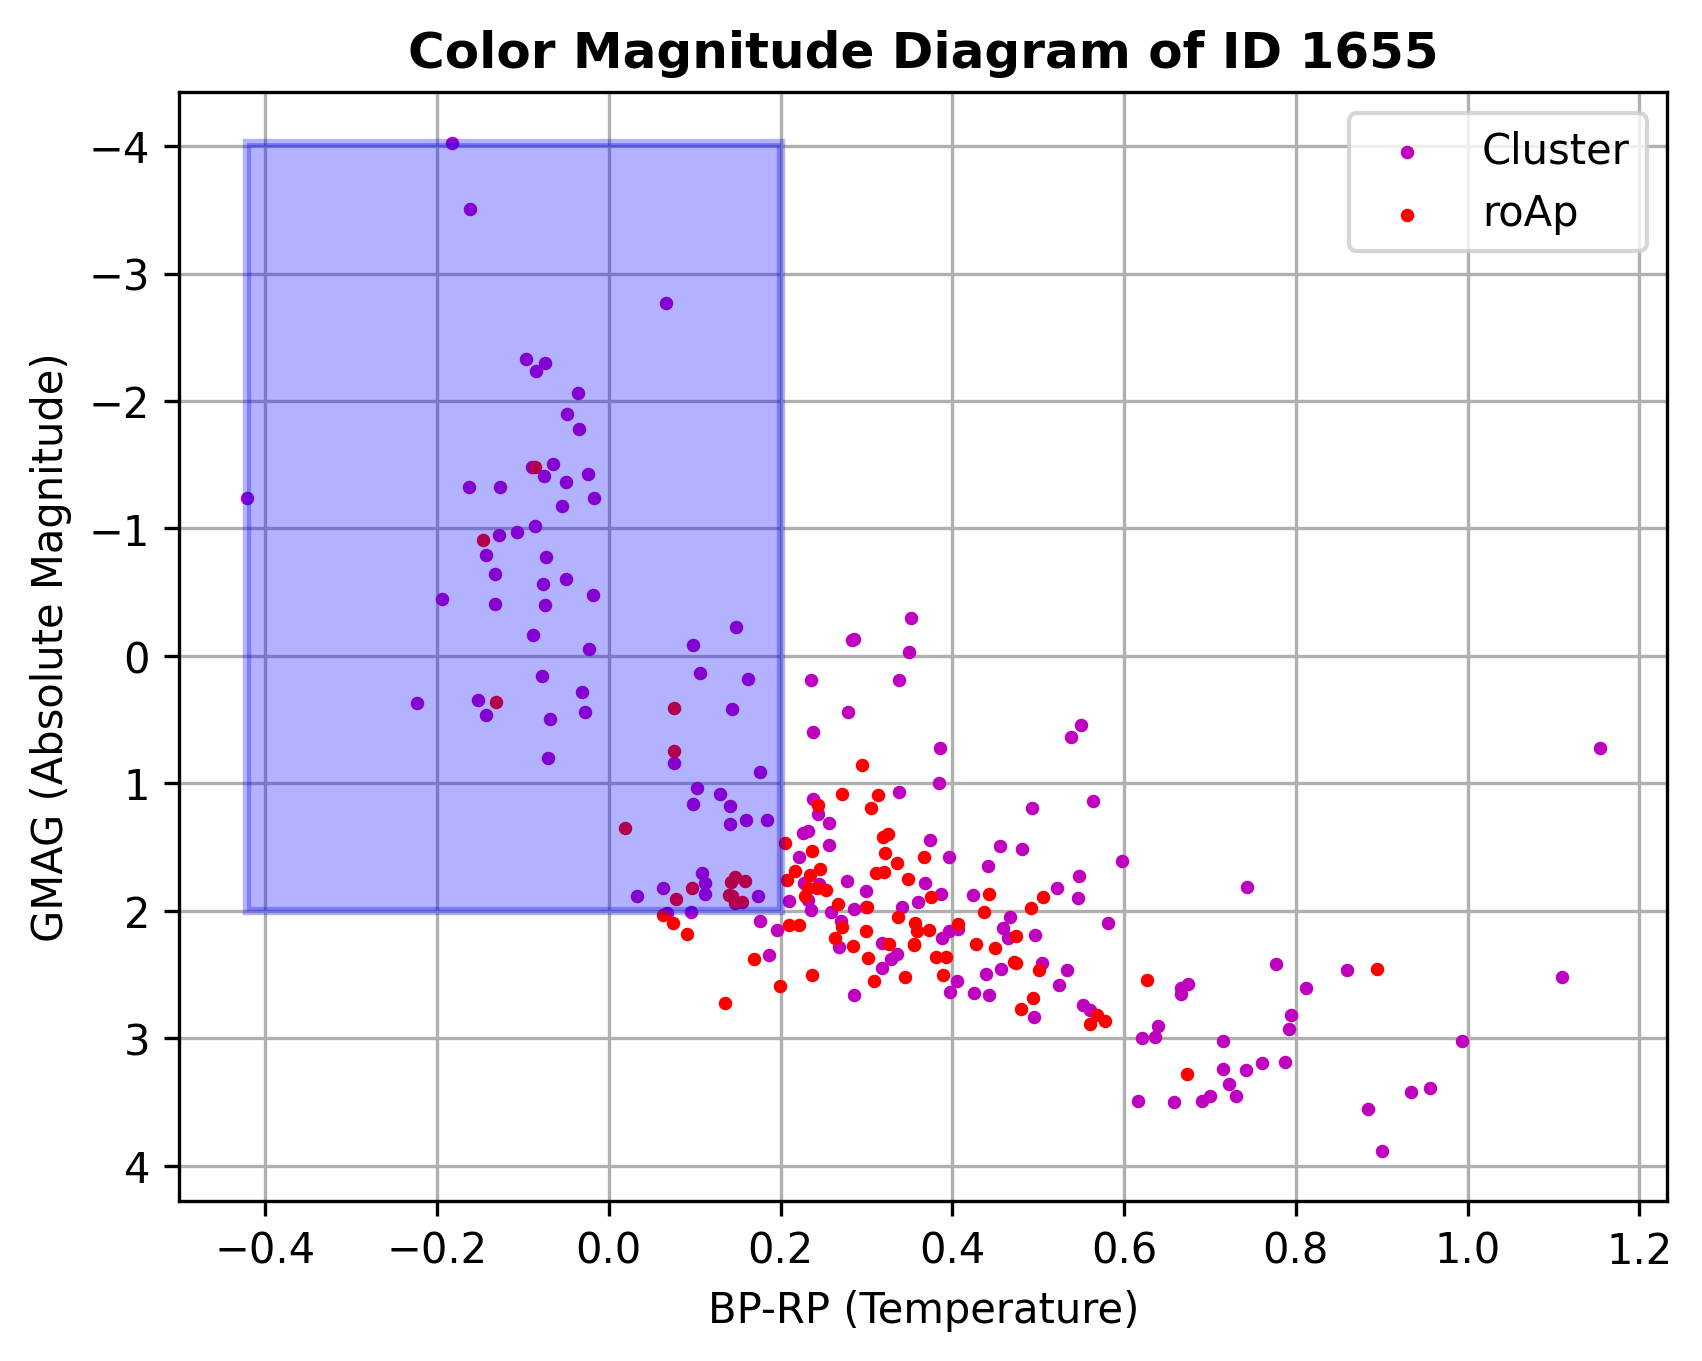 Color Magnitude Diagram of ID 1655
Cluster
roAp
−4
−3
−2
−1
0
1
2
3
4
GMAG (Absolute Magnitude)
−0.4 −0.2 0.0 0.2 0.4 0.6 0.8 1.0 1.2
BP-RP (Temperature)